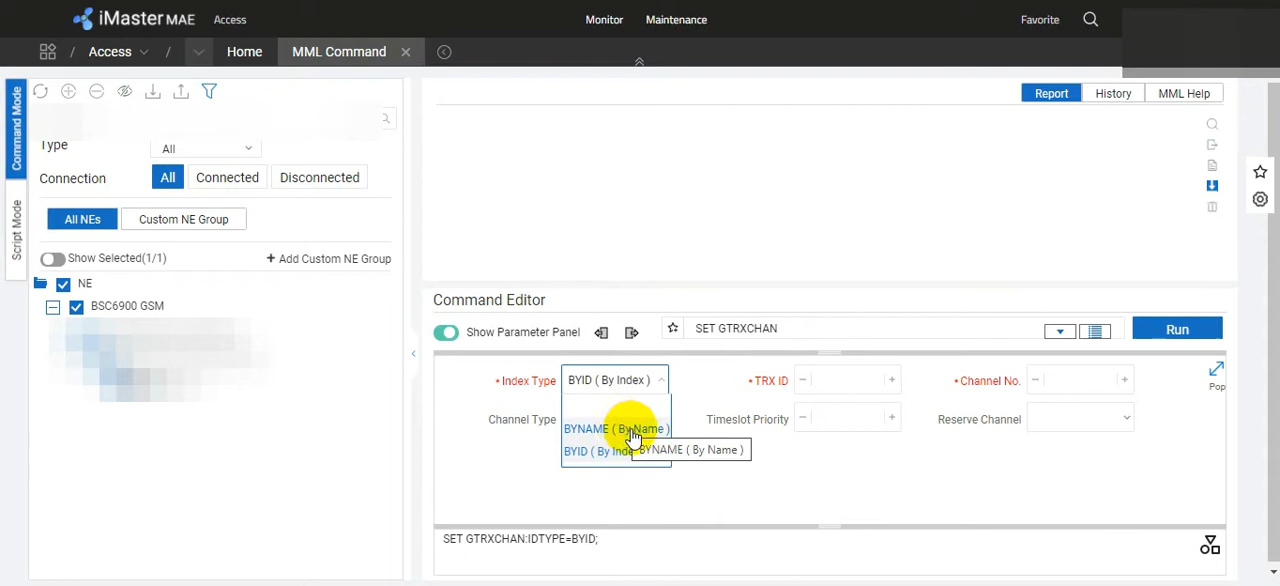 iMaster MAE Access Monitor Maintenance Favorite
/ Access / Home MML Command
Command Mode
Script Mode
Report History MML Help
Type All
Connection All Connected Disconnected
All NEs Custom NE Group
Show Selected(1/1) + Add Custom NE Group
NE
BSC6900 GSM
Command Editor
Show Parameter Panel SET GTRXCHAN Run
* Index Type BYID ( By Index ) * TRX ID − + * Channel No. − + Pop
Channel Type Timeslot Priority − + Reserve Channel
BYNAME ( By Name )
BYID ( By Inde BYNAME ( By Name )
SET GTRXCHAN:IDTYPE=BYID;